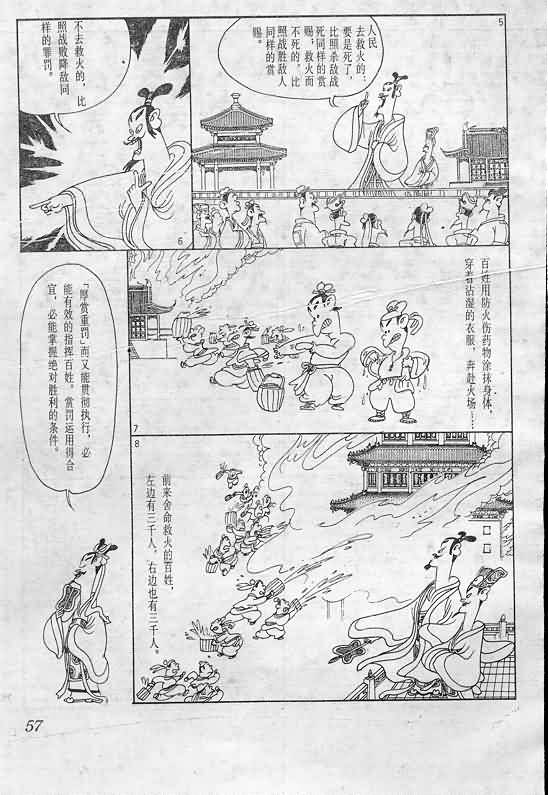 5
人民
去救火的：
要是死了，
比照杀敌战
死同样的赏
赐；救火而
不死的，比
照战胜敌人
同样的赏
赐。
不去救火的，比
照战败降敌同
样的罪罚。
6
百姓用防火伤药物涂抹身体，
穿着沾湿的衣服，奔赴火场……
7
8
前来舍命救火的百姓，
左边有三千人，右边也有三千人。
「厚赏重罚」而又能贯彻执行，必
能有效的指挥百姓。赏罚运用得合
宜，必能掌握绝对胜利的条件。
57